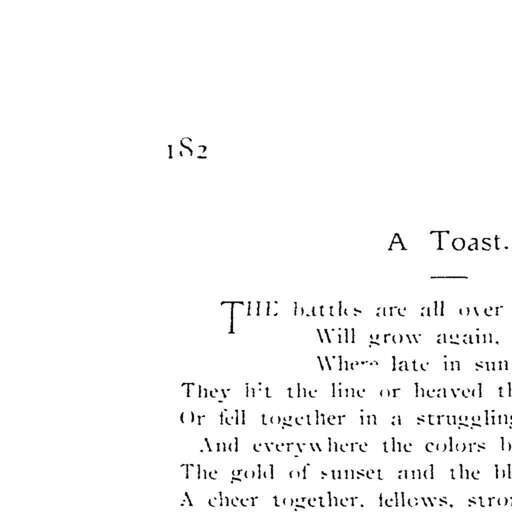 182
A Toast.
THE battles are all over
Will grow again,
Where late in sun
They hit the line or heaved th
Or fell together in a struggling
And everywhere the colors b
The gold of sunset and the bl
A cheer together, fellows, stro